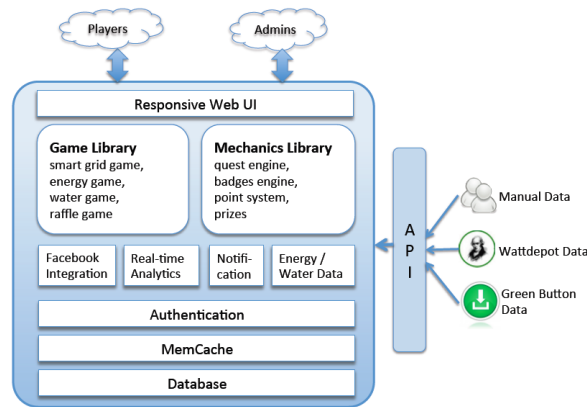 Players
Admins
Responsive Web UI
Game Library
smart grid game,
energy game,
water game,
raffle game
Mechanics Library
quest engine,
badges engine,
point system,
prizes
Facebook
Integration
Real-time
Analytics
Notifi-
cation
Energy /
Water Data
Authentication
MemCache
Database
A
P
I
Manual Data
Wattdepot Data
Green Button
Data